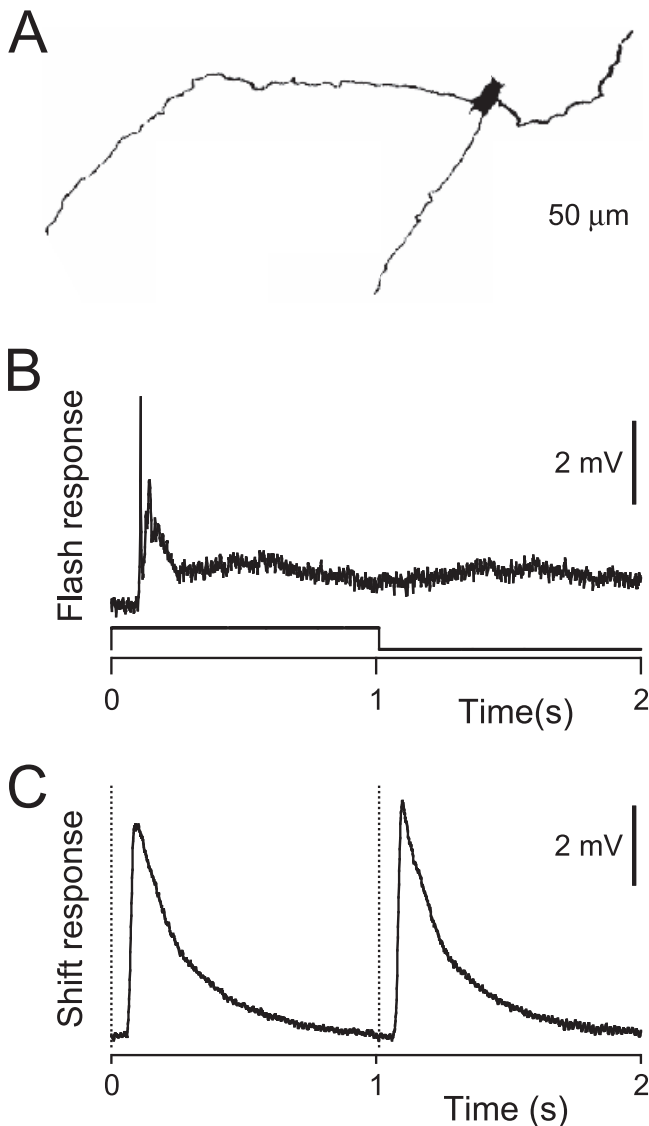 A
50 μm
B
Flash response
2 mV
0
1
2
Time(s)
C
Shift response
2 mV
0
1
2
Time (s)